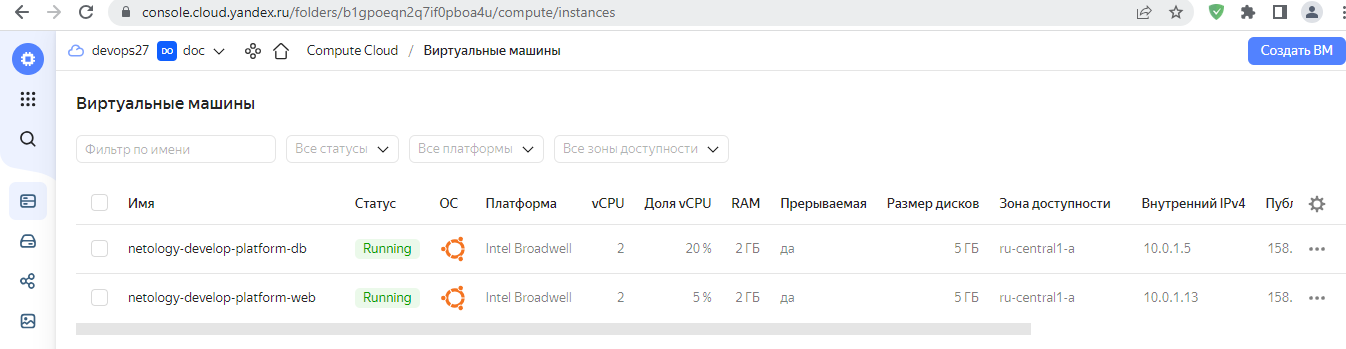 console.cloud.yandex.ru/folders/b1gpoeqn2q7if0pboa4u/compute/instances
devops27 DO doc Compute Cloud / Виртуальные машины Создать ВМ
Виртуальные машины
Фильтр по имени Все статусы Все платформы Все зоны доступности
Имя Статус ОС Платформа vCPU Доля vCPU RAM Прерываемая Размер дисков Зона доступности Внутренний IPv4 Публ
netology-develop-platform-db Running Intel Broadwell 2 20 % 2 ГБ да 5 ГБ ru-central1-a 10.0.1.5 158.
netology-develop-platform-web Running Intel Broadwell 2 5 % 2 ГБ да 5 ГБ ru-central1-a 10.0.1.13 158.